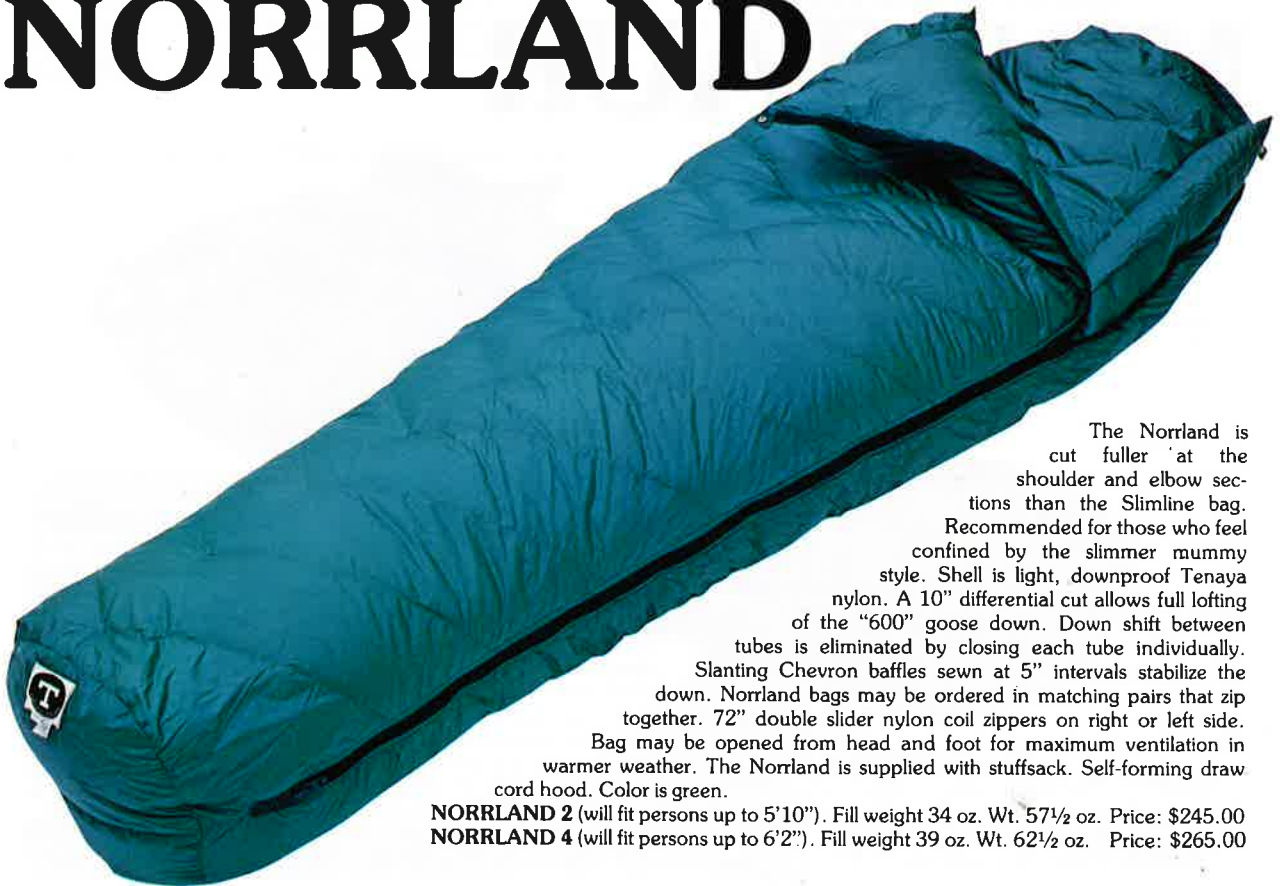 NORRLAND
The Norrland is
cut fuller at the
shoulder and elbow sec-
tions than the Slimline bag.
Recommended for those who feel
confined by the slimmer mummy
style. Shell is light, downproof Tenaya
nylon. A 10" differential cut allows full lofting
of the "600" goose down. Down shift between
tubes is eliminated by closing each tube individually.
Slanting Chevron baffles sewn at 5" intervals stabilize the
down. Norrland bags may be ordered in matching pairs that zip
together. 72" double slider nylon coil zippers on right or left side.
Bag may be opened from head and foot for maximum ventilation in
warmer weather. The Norrland is supplied with stuffsack. Self-forming draw
cord hood. Color is green.
NORRLAND 2 (will fit persons up to 5'10"). Fill weight 34 oz. Wt. 57½ oz. Price: $245.00
NORRLAND 4 (will fit persons up to 6'2"). Fill weight 39 oz. Wt. 62½ oz. Price: $265.00
T